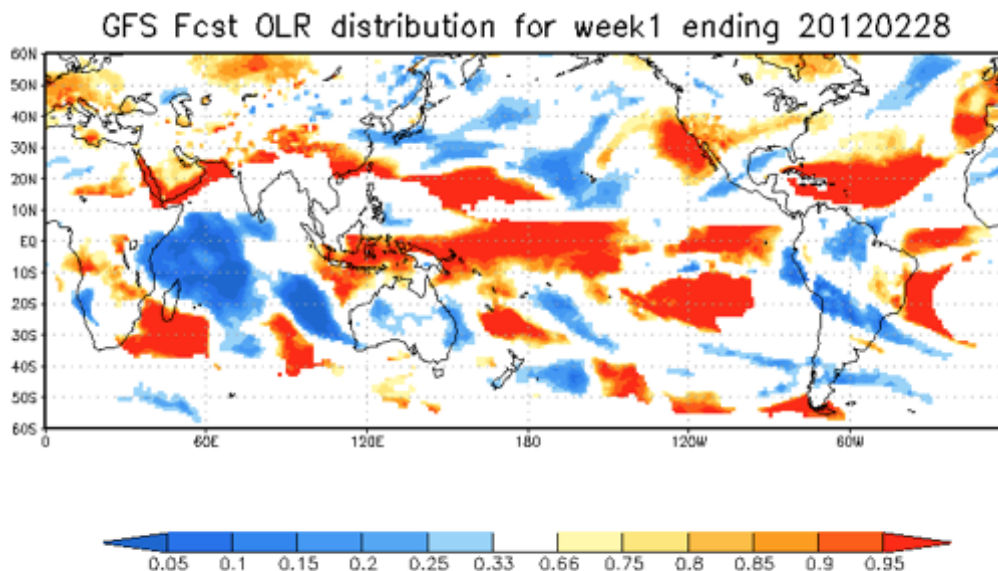 GFS Fcst OLR distribution for week1 ending 20120228
60N
50N
40N
30N
20N
10N
EQ
10S
20S
30S
40S
50S
60S
0 60E 120E 180 120W 60W
0.05 0.1 0.15 0.2 0.25 0.33 0.66 0.75 0.8 0.85 0.9 0.95